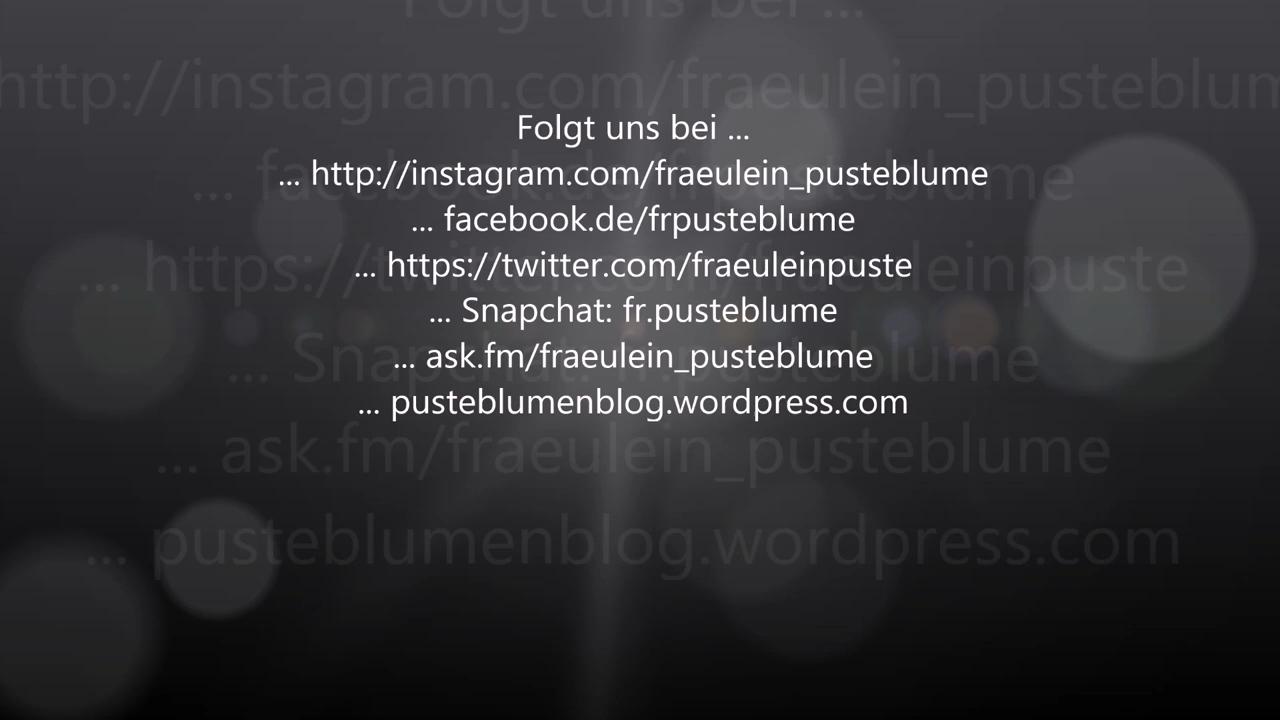 Folgt uns bei ...
... http://instagram.com/fraeulein_pusteblume
... facebook.de/frpusteblume
... https://twitter.com/fraeuleinpuste
... Snapchat: fr.pusteblume
... ask.fm/fraeulein_pusteblume
... pusteblumenblog.wordpress.com